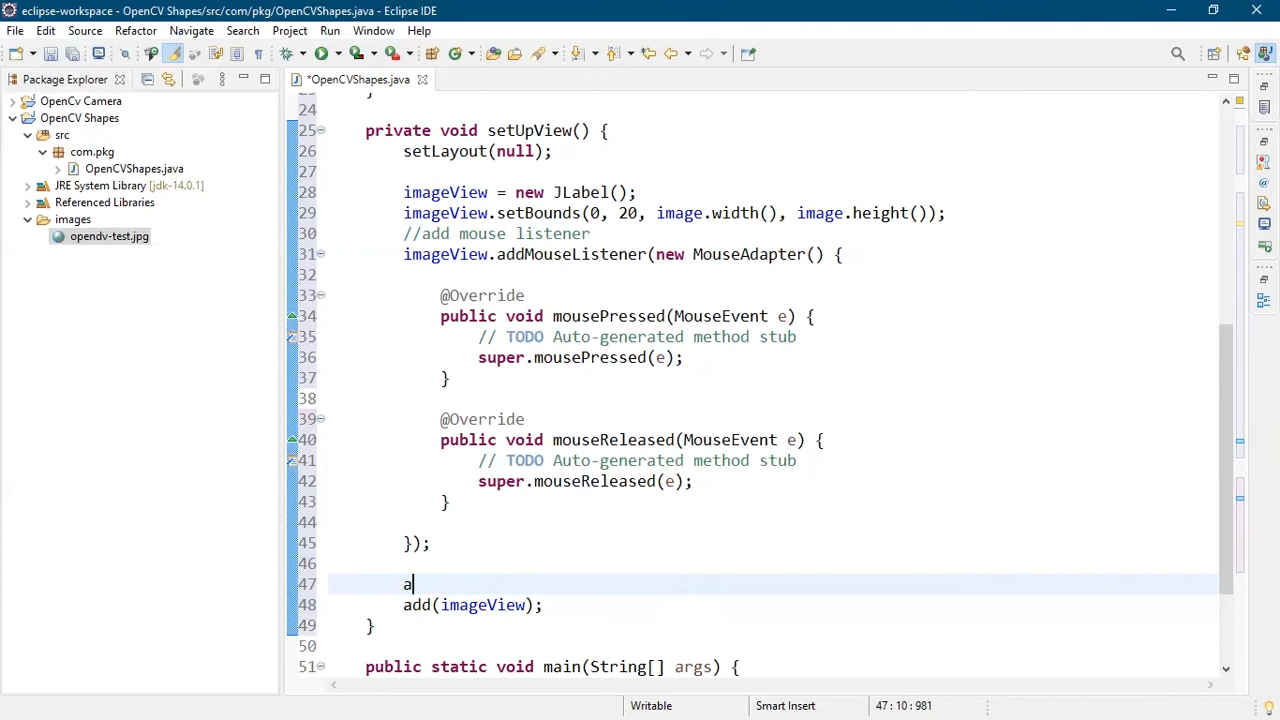 eclipse-workspace - OpenCV Shapes/src/com/pkg/OpenCVShapes.java - Eclipse IDE
File Edit Source Refactor Navigate Search Project Run Window Help
Package Explorer
*OpenCVShapes.java
OpenCv Camera
OpenCv Shapes
src
com.pkg
OpenCVShapes.java
JRE System Library [jdk-14.0.1]
Referenced Libraries
images
opendv-test.jpg
24
25 private void setUpView() {
26 setLayout(null);
27
28 imageView = new JLabel();
29 imageView.setBounds(0, 20, image.width(), image.height());
30 //add mouse listener
31 imageView.addMouseListener(new MouseAdapter() {
32
33 @Override
34 public void mousePressed(MouseEvent e) {
35 // TODO Auto-generated method stub
36 super.mousePressed(e);
37 }
38
39 @Override
40 public void mouseReleased(MouseEvent e) {
41 // TODO Auto-generated method stub
42 super.mouseReleased(e);
43 }
44
45 });
46
47 a
48 add(imageView);
49 }
50
51 public static void main(String[] args) {
Writable Smart Insert 47 : 10 : 981